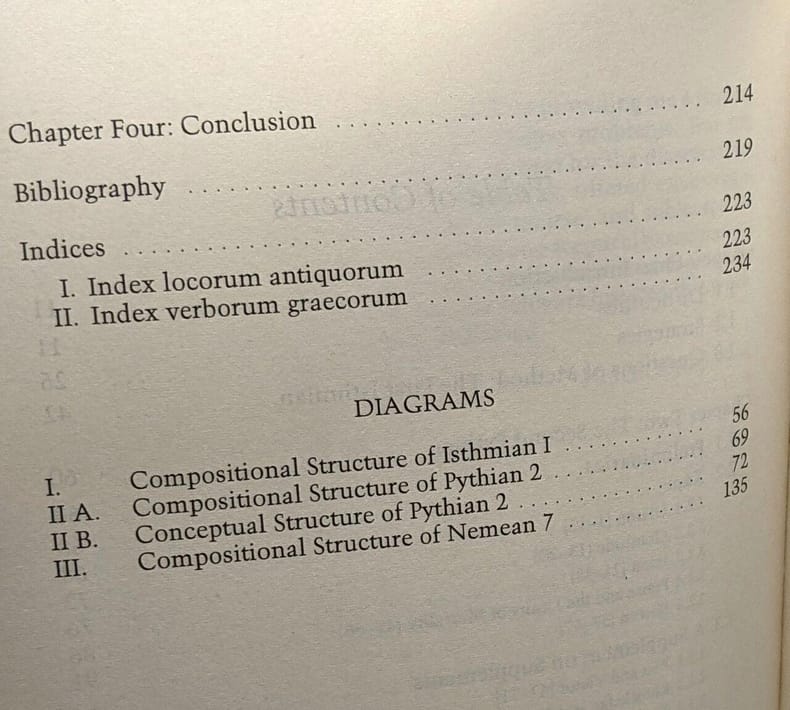 Chapter Four: Conclusion . . . . . . . . . . . . . . . . . . . . . . . . . . . . . 214
Bibliography . . . . . . . . . . . . . . . . . . . . . . . . . . . . . . . . . . . . . . . . 219
Indices . . . . . . . . . . . . . . . . . . . . . . . . . . . . . . . . . . . . . . . . . . . . . 223
I. Index locorum antiquorum . . . . . . . . . . . . . . . . . . . . . . 223
II. Index verborum graecorum . . . . . . . . . . . . . . . . . . . . . . 234
DIAGRAMS
I. Compositional Structure of Isthmian I . . . . . . . . . . . . 56
II A. Compositional Structure of Pythian 2 . . . . . . . . . . . . . 69
II B. Conceptual Structure of Pythian 2 . . . . . . . . . . . . . . . . 72
III. Compositional Structure of Nemean 7 . . . . . . . . . . . . 135